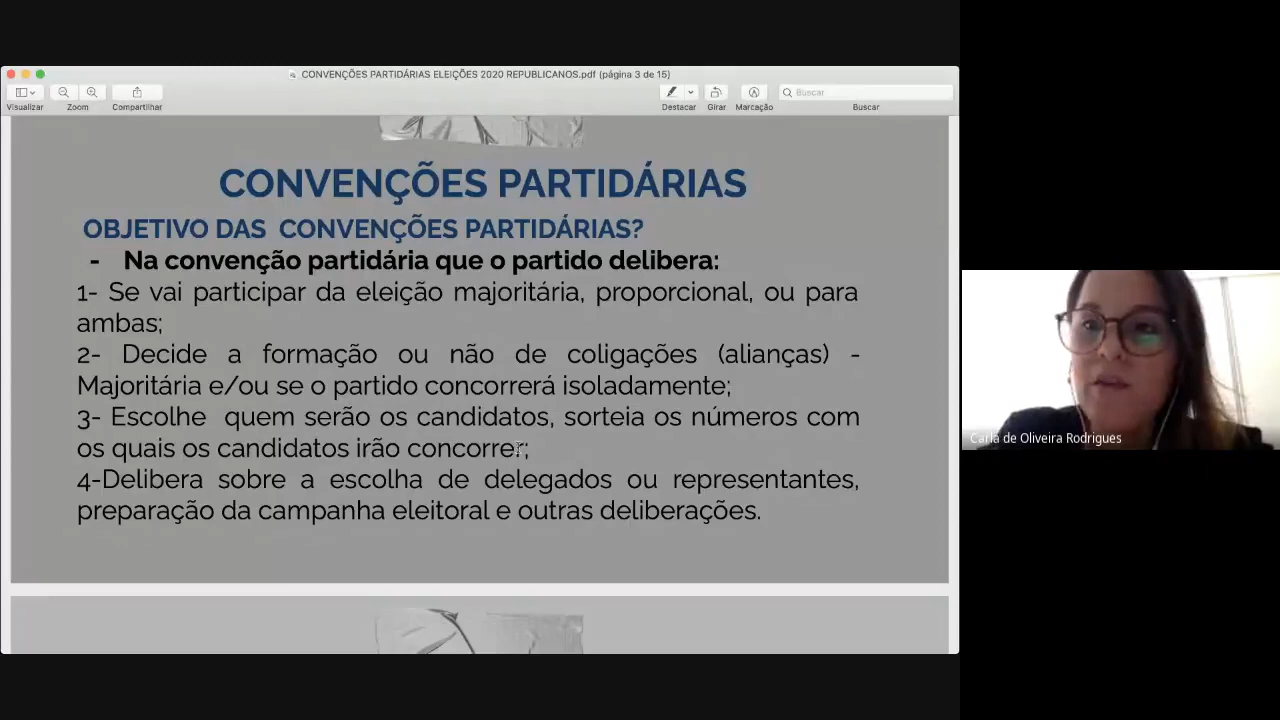 CONVENÇÕES PARTIDÁRIAS ELEIÇÕES 2020 REPUBLICANOS.pdf (página 3 de 15)
Buscar
Visualizar Zoom Compartilhar Destacar Girar Marcação Buscar
CONVENÇÕES PARTIDÁRIAS
OBJETIVO DAS CONVENÇÕES PARTIDÁRIAS?
- Na convenção partidária que o partido delibera:
1- Se vai participar da eleição majoritária, proporcional, ou para
ambas;
2- Decide a formação ou não de coligações (alianças) -
Majoritária e/ou se o partido concorrerá isoladamente;
3- Escolhe quem serão os candidatos, sorteia os números com
os quais os candidatos irão concorrer;
4-Delibera sobre a escolha de delegados ou representantes,
preparação da campanha eleitoral e outras deliberações.
Carla de Oliveira Rodrigues